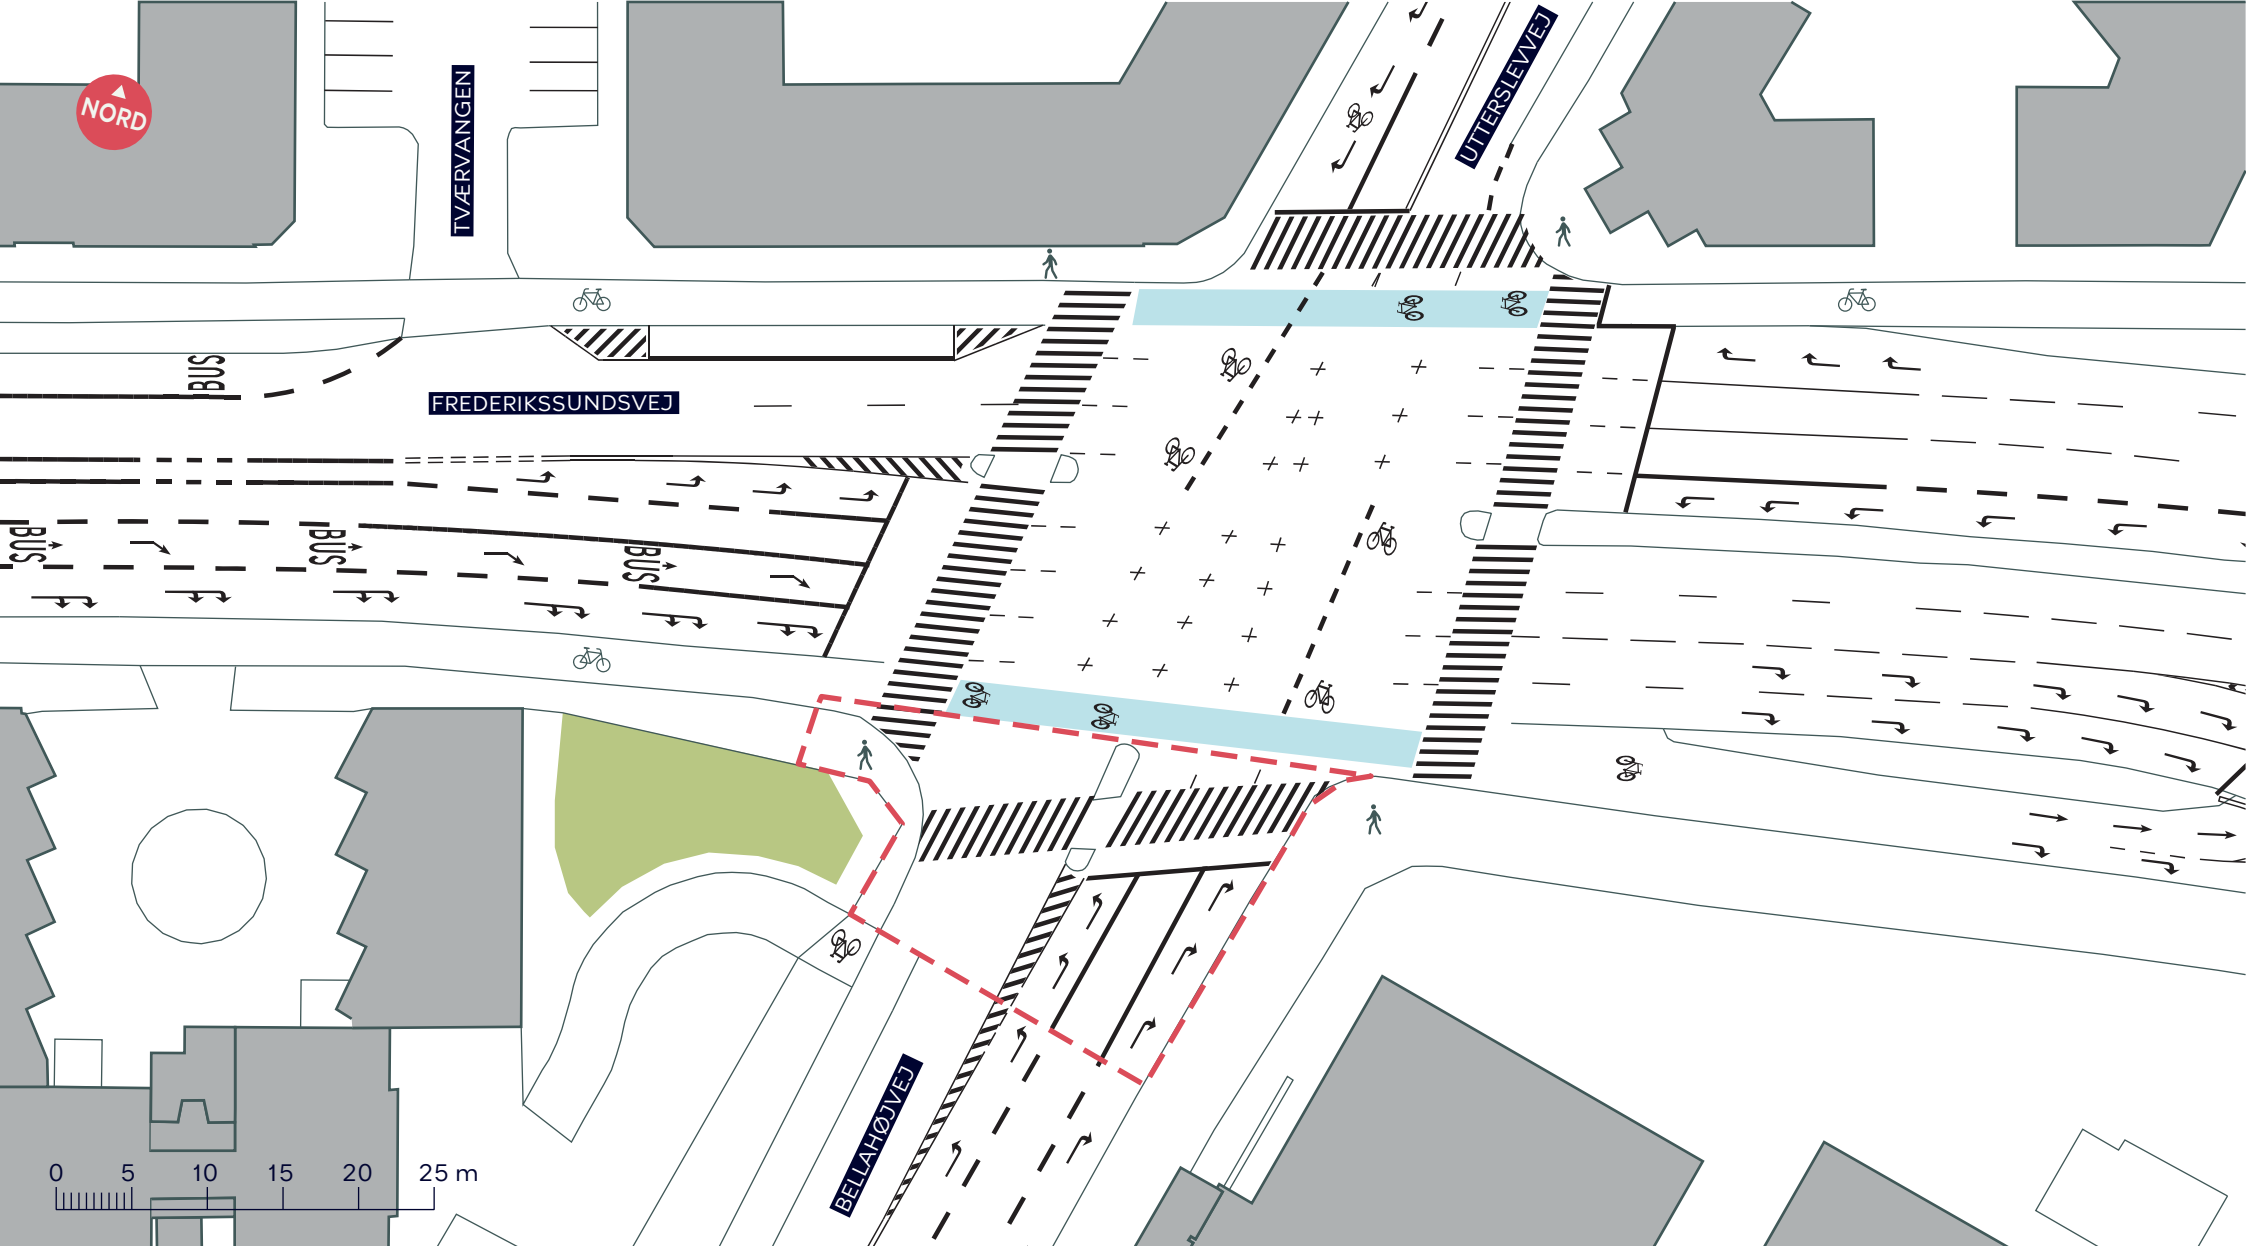 NORD
TVÆRVANGEN
UTTERSLEVVEJ
BUS
FREDERIKSSUNDSVEJ
BUS
BUS
BUS
BELLAHØJVEJ
0 5 10 15 20 25 m